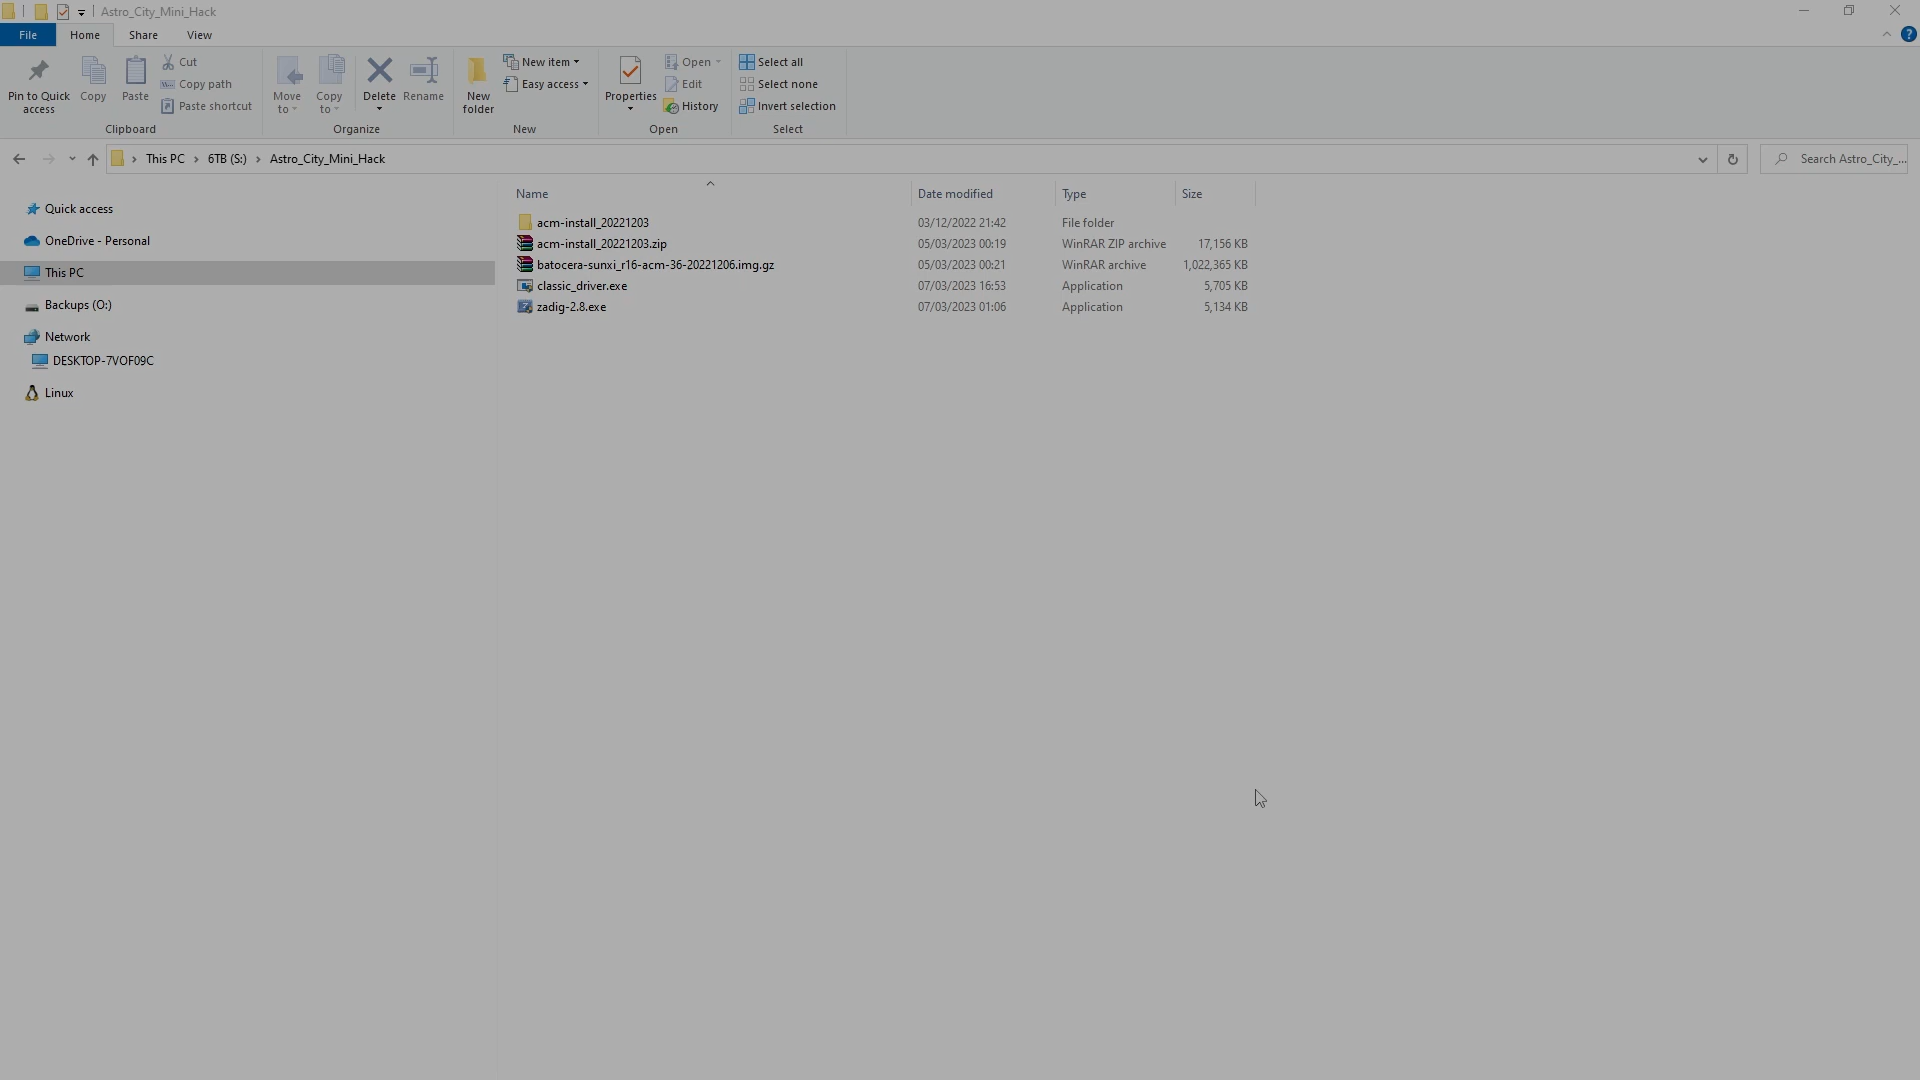 Astro_City_Mini_Hack
File Home Share View
Pin to Quick access
Copy
Paste
Cut
Copy path
Paste shortcut
Clipboard
Move to
Copy to
Delete
Rename
Organize
New folder
New item
Easy access
New
Properties
Open
Edit
History
Open
Select all
Select none
Invert selection
Select
This PC › 6TB (S:) › Astro_City_Mini_Hack
Search Astro_City_...
Quick access
OneDrive - Personal
This PC
Backups (O:)
Network
DESKTOP-7VOF09C
Linux
Name Date modified Type Size
acm-install_20221203 03/12/2022 21:42 File folder
acm-install_20221203.zip 05/03/2023 00:19 WinRAR ZIP archive 17,156 KB
batocera-sunxi_r16-acm-36-20221206.img.gz 05/03/2023 00:21 WinRAR archive 1,022,365 KB
classic_driver.exe 07/03/2023 16:53 Application 5,705 KB
zadig-2.8.exe 07/03/2023 01:06 Application 5,134 KB